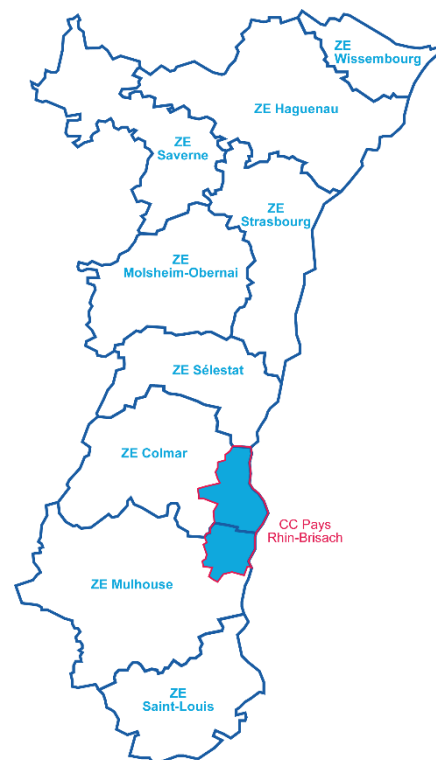 ZE
Wissembourg
ZE Haguenau
ZE
Saverne
ZE
Strasbourg
ZE
Molsheim-Obernai
ZE Sélestat
ZE Colmar
CC Pays
Rhin-Brisach
ZE Mulhouse
ZE
Saint-Louis